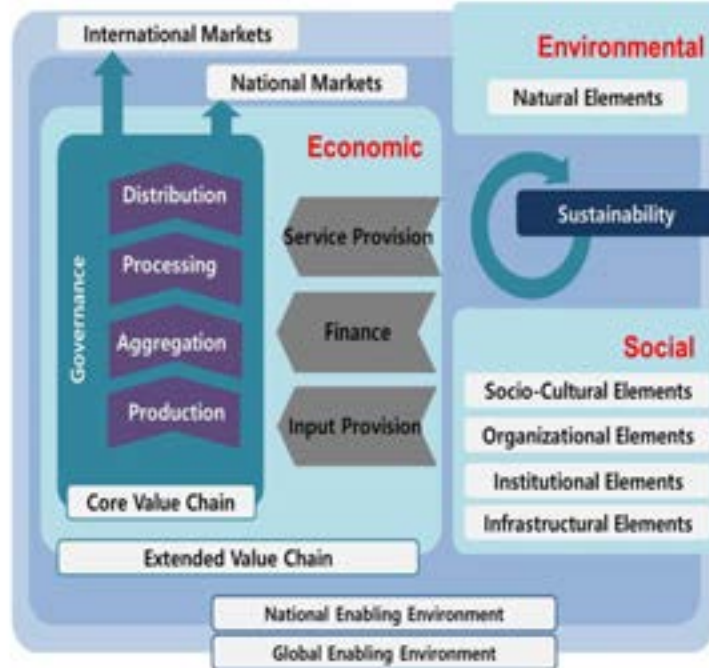 International Markets
National Markets
Environmental
Natural Elements
Economic
Governance
Distribution
Processing
Aggregation
Production
Core Value Chain
Service Provision
Finance
Input Provision
Extended Value Chain
Sustainability
Social
Socio-Cultural Elements
Organizational Elements
Institutional Elements
Infrastructural Elements
National Enabling Environment
Global Enabling Environment